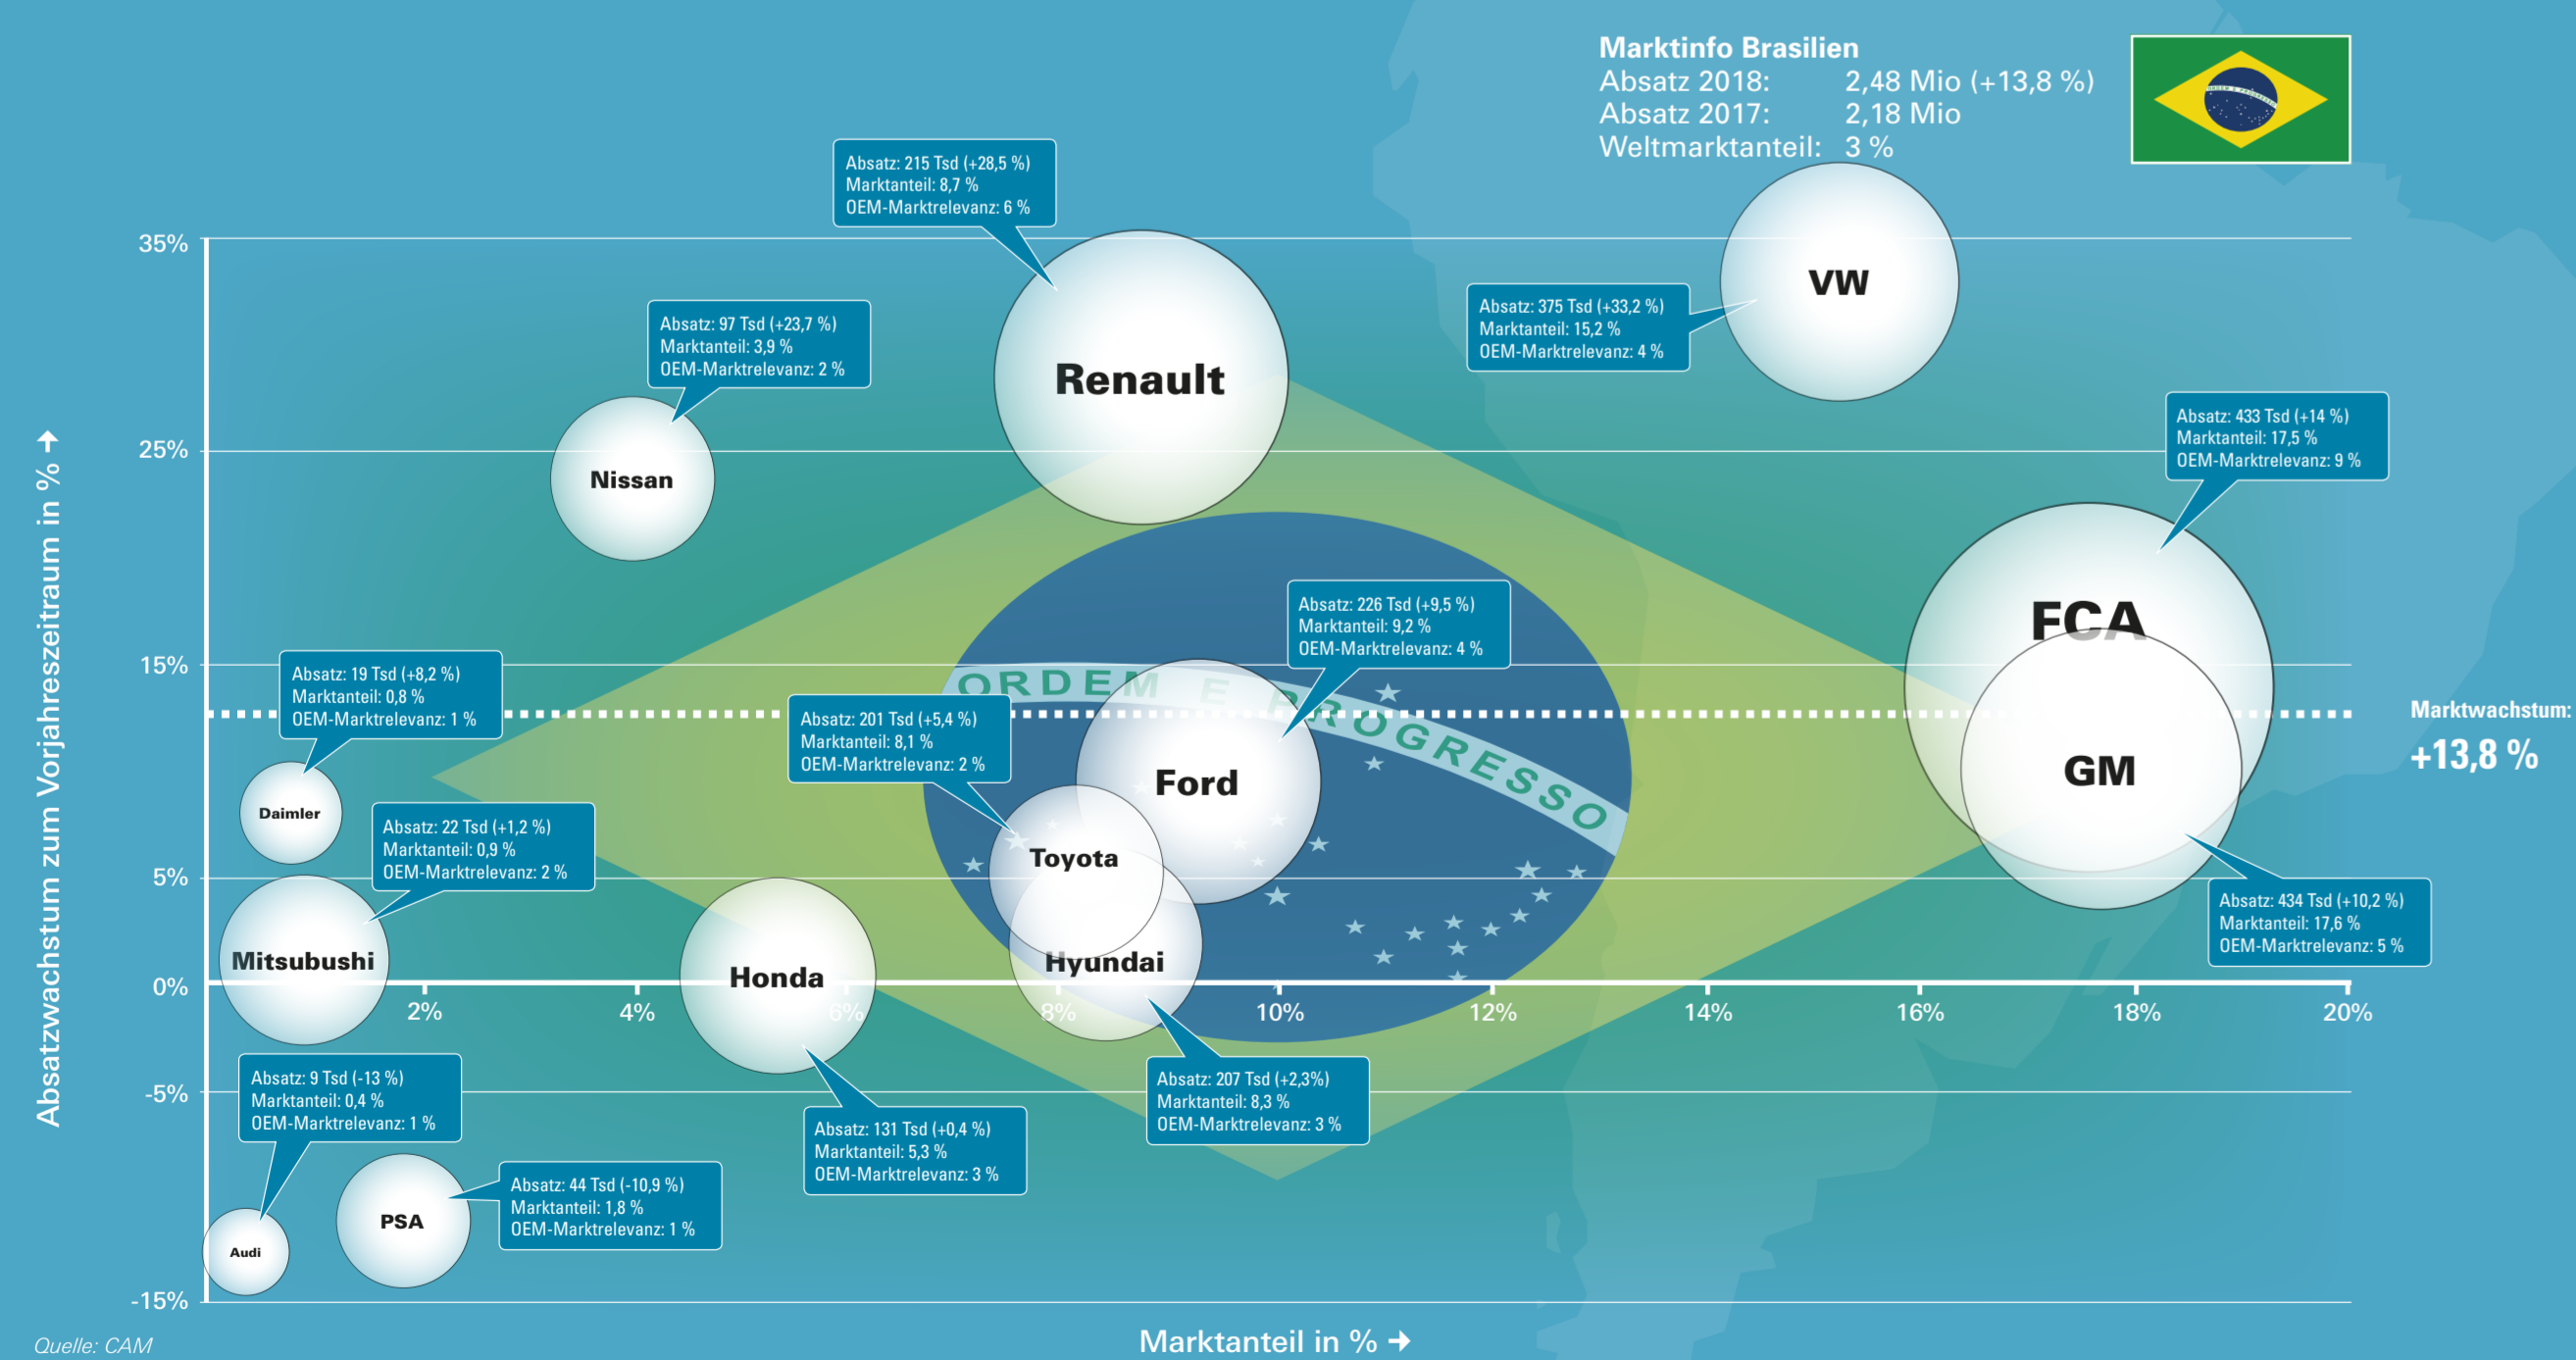 Marktinfo Brasilien
Absatz 2018: 2,48 Mio (+13,8 %)
Absatz 2017: 2,18 Mio
Weltmarktanteil: 3 %
Absatz: 215 Tsd (+28,5 %)
Marktanteil: 8,7 %
OEM-Marktrelevanz: 6 %
Renault
Absatz: 97 Tsd (+23,7 %)
Marktanteil: 3,9 %
OEM-Marktrelevanz: 2 %
Nissan
Absatz: 375 Tsd (+33,2 %)
Marktanteil: 15,2 %
OEM-Marktrelevanz: 4 %
VW
Absatz: 433 Tsd (+14 %)
Marktanteil: 17,5 %
OEM-Marktrelevanz: 9 %
FCA
Absatz: 226 Tsd (+9,5 %)
Marktanteil: 9,2 %
OEM-Marktrelevanz: 4 %
Ford
ORDEM E PROGRESSO
Absatz: 19 Tsd (+8,2 %)
Marktanteil: 0,8 %
OEM-Marktrelevanz: 1 %
Daimler
Absatz: 201 Tsd (+5,4 %)
Marktanteil: 8,1 %
OEM-Marktrelevanz: 2 %
Toyota
Marktwachstum:
+13,8 %
GM
Absatz: 434 Tsd (+10,2 %)
Marktanteil: 17,6 %
OEM-Marktrelevanz: 5 %
Absatz: 22 Tsd (+1,2 %)
Marktanteil: 0,9 %
OEM-Marktrelevanz: 2 %
Mitsubushi
Honda
Absatz: 131 Tsd (+0,4 %)
Marktanteil: 5,3 %
OEM-Marktrelevanz: 3 %
Hyundai
Absatz: 207 Tsd (+2,3%)
Marktanteil: 8,3 %
OEM-Marktrelevanz: 3 %
Absatz: 9 Tsd (-13 %)
Marktanteil: 0,4 %
OEM-Marktrelevanz: 1 %
Audi
PSA
Absatz: 44 Tsd (-10,9 %)
Marktanteil: 1,8 %
OEM-Marktrelevanz: 1 %
35%
25%
15%
5%
0%
-5%
-15%
2% 4% 6% 8% 10% 12% 14% 16% 18% 20%
Absatzwachstum zum Vorjahreszeitraum in % ➔
Marktanteil in % ➔
Quelle: CAM